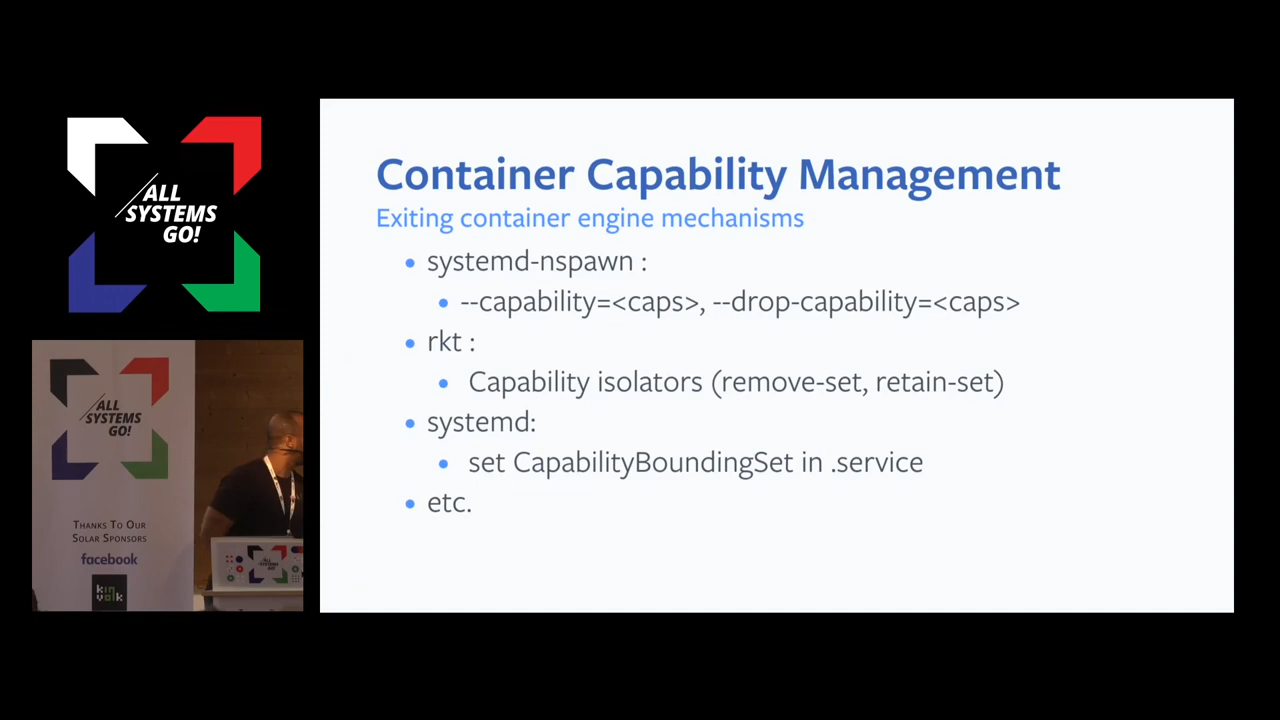 ALL
SYSTEMS
GO!
Container Capability Management
Exiting container engine mechanisms
systemd-nspawn :
--capability=<caps>, --drop-capability=<caps>
rkt :
Capability isolators (remove-set, retain-set)
systemd:
set CapabilityBoundingSet in .service
etc.
ALL
SYSTEMS
GO!
THANKS TO OUR
SOLAR SPONSORS
facebook
kin
volk